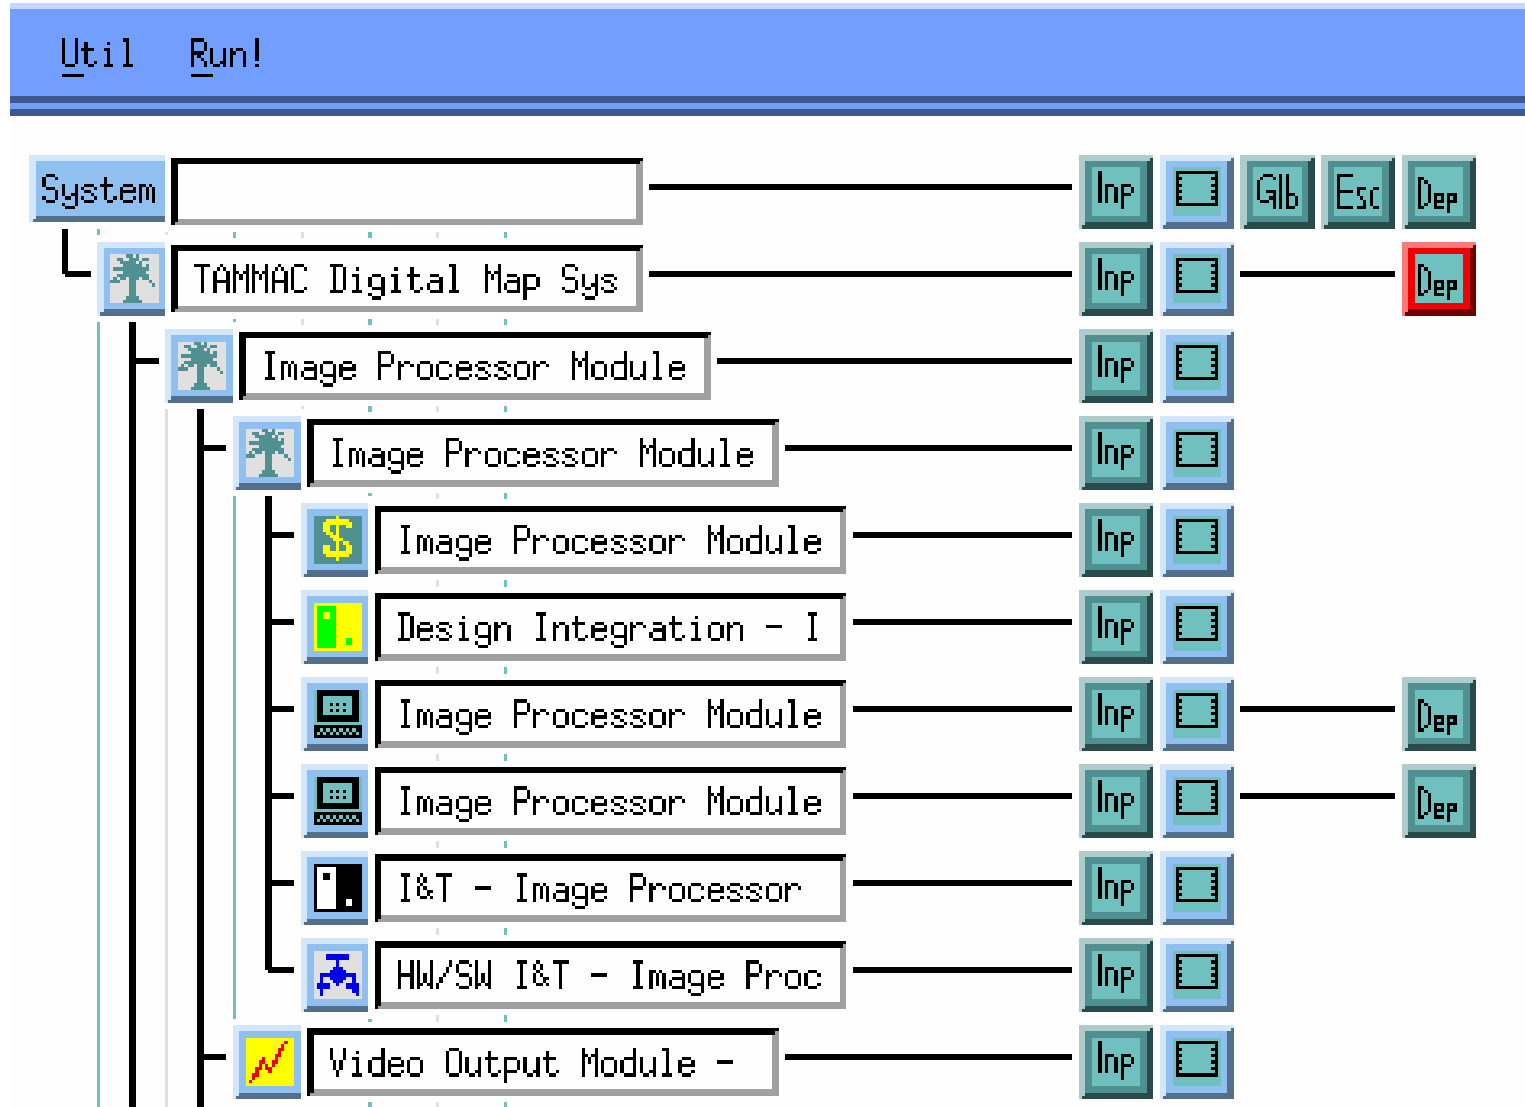 Util Run!
System Inp Glb Esc Dep
TAMMAC Digital Map Sys Inp Dep
Image Processor Module Inp
Image Processor Module Inp
$ Image Processor Module Inp
Design Integration - I Inp
Image Processor Module Inp Dep
Image Processor Module Inp Dep
I&T - Image Processor Inp
HW/SW I&T - Image Proc Inp
Video Output Module - Inp